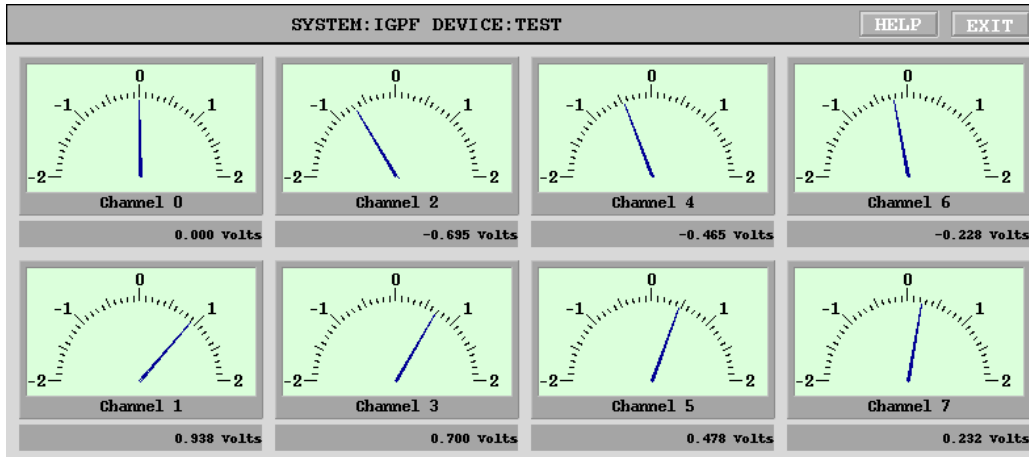 SYSTEM:IGPF DEVICE:TEST HELP EXIT
0 0 0 0
-1 1 -1 1 -1 1 -1 1
-2 2 -2 2 -2 2 -2 2
Channel 0 Channel 2 Channel 4 Channel 6
0.000 Volts -0.695 Volts -0.465 Volts -0.228 Volts
0 0 0 0
-1 1 -1 1 -1 1 -1 1
-2 2 -2 2 -2 2 -2 2
Channel 1 Channel 3 Channel 5 Channel 7
0.938 Volts 0.700 Volts 0.478 Volts 0.232 Volts